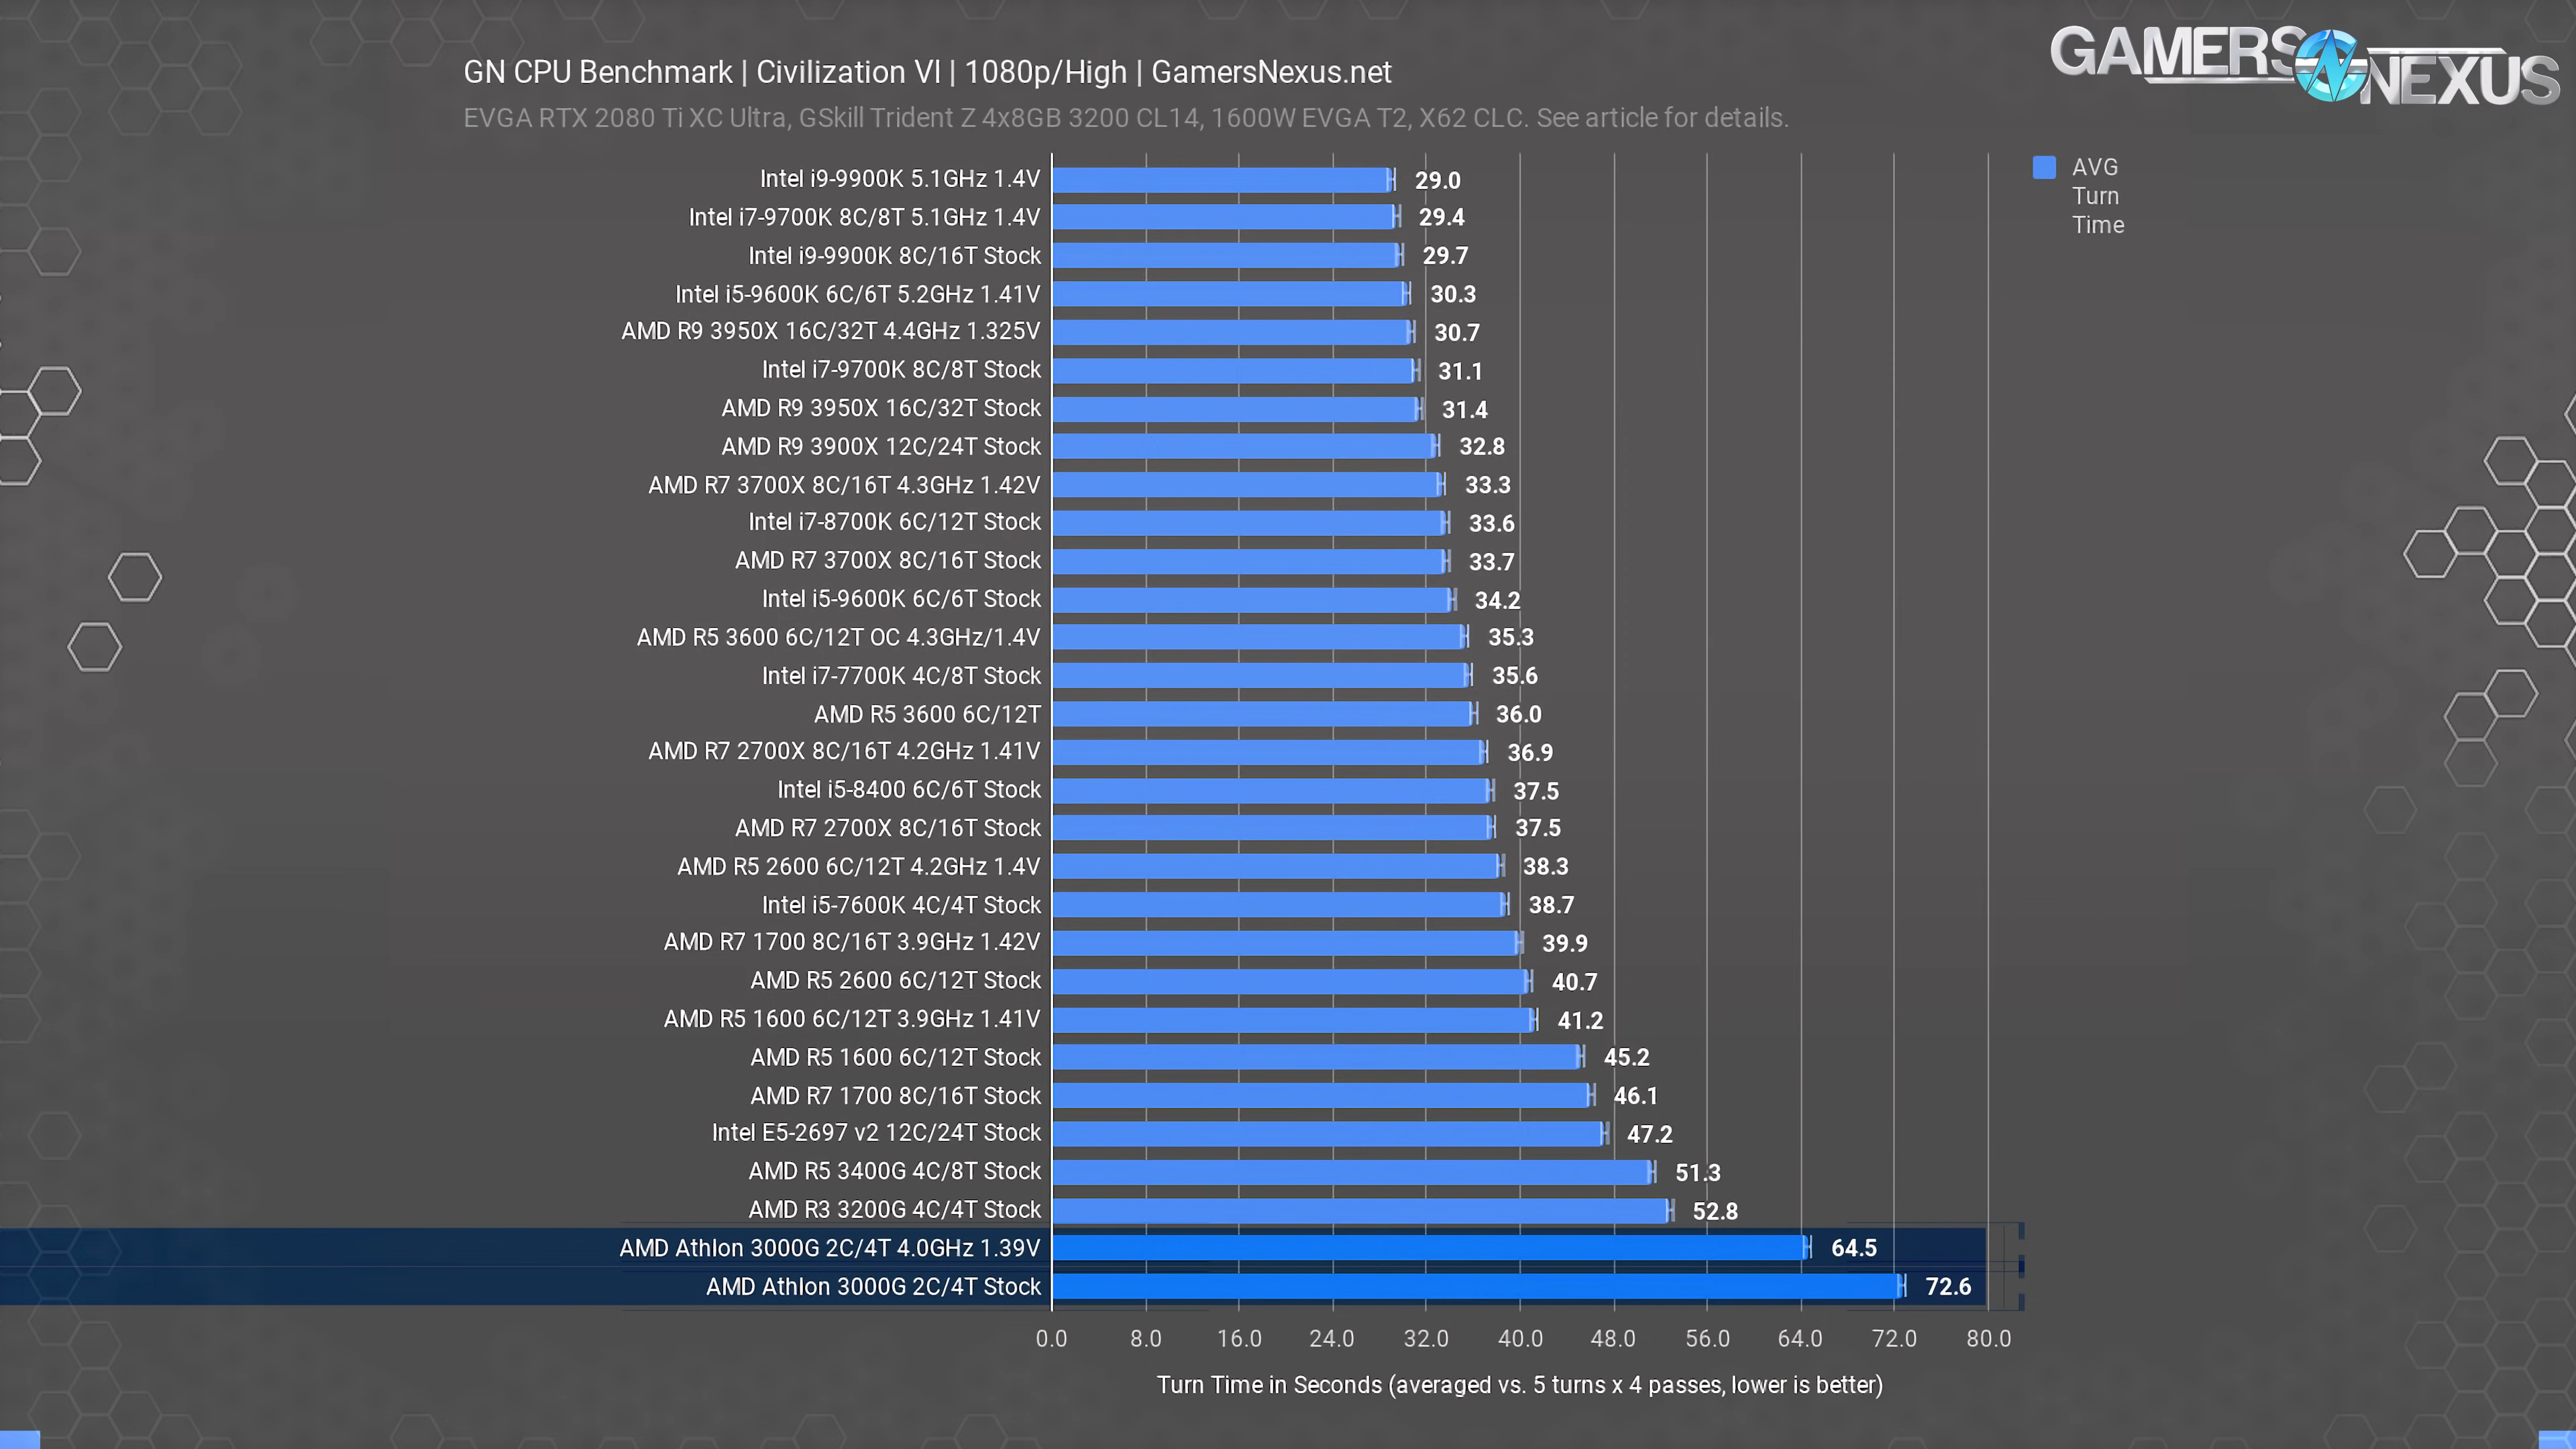 GAMERS NEXUS
GN CPU Benchmark | Civilization VI | 1080p/High | GamersNexus.net
EVGA RTX 2080 Ti XC Ultra, GSkill Trident Z 4x8GB 3200 CL14, 1600W EVGA T2, X62 CLC. See article for details.
AVG
Turn
Time
Intel i9-9900K 5.1GHz 1.4V 29.0
Intel i7-9700K 8C/8T 5.1GHz 1.4V 29.4
Intel i9-9900K 8C/16T Stock 29.7
Intel i5-9600K 6C/6T 5.2GHz 1.41V 30.3
AMD R9 3950X 16C/32T 4.4GHz 1.325V 30.7
Intel i7-9700K 8C/8T Stock 31.1
AMD R9 3950X 16C/32T Stock 31.4
AMD R9 3900X 12C/24T Stock 32.8
AMD R7 3700X 8C/16T 4.3GHz 1.42V 33.3
Intel i7-8700K 6C/12T Stock 33.6
AMD R7 3700X 8C/16T Stock 33.7
Intel i5-9600K 6C/6T Stock 34.2
AMD R5 3600 6C/12T OC 4.3GHz/1.4V 35.3
Intel i7-7700K 4C/8T Stock 35.6
AMD R5 3600 6C/12T 36.0
AMD R7 2700X 8C/16T 4.2GHz 1.41V 36.9
Intel i5-8400 6C/6T Stock 37.5
AMD R7 2700X 8C/16T Stock 37.5
AMD R5 2600 6C/12T 4.2GHz 1.4V 38.3
Intel i5-7600K 4C/4T Stock 38.7
AMD R7 1700 8C/16T 3.9GHz 1.42V 39.9
AMD R5 2600 6C/12T Stock 40.7
AMD R5 1600 6C/12T 3.9GHz 1.41V 41.2
AMD R5 1600 6C/12T Stock 45.2
AMD R7 1700 8C/16T Stock 46.1
Intel E5-2697 v2 12C/24T Stock 47.2
AMD R5 3400G 4C/8T Stock 51.3
AMD R3 3200G 4C/4T Stock 52.8
AMD Athlon 3000G 2C/4T 4.0GHz 1.39V 64.5
AMD Athlon 3000G 2C/4T Stock 72.6
0.0 8.0 16.0 24.0 32.0 40.0 48.0 56.0 64.0 72.0 80.0
Turn Time in Seconds (averaged vs. 5 turns x 4 passes, lower is better)